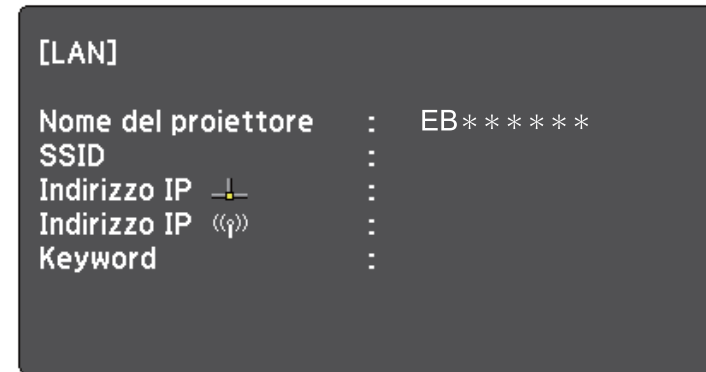 [LAN]
Nome del proiettore : EB******
SSID :
Indirizzo IP :
Indirizzo IP :
Keyword :